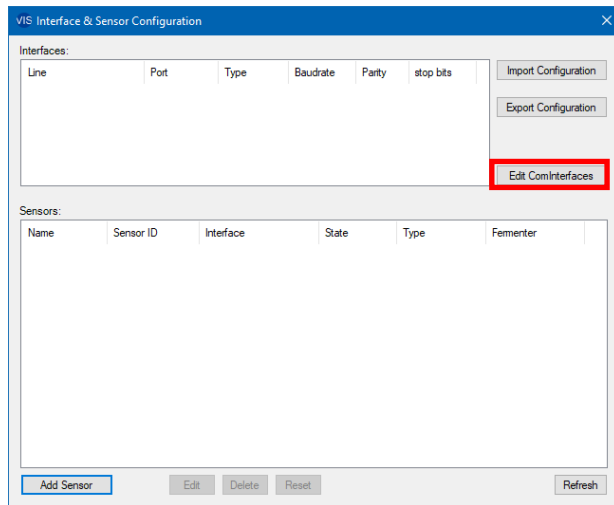 VIS Interface & Sensor Configuration
Interfaces:
Line Port Type Baudrate Parity stop bits
Import Configuration
Export Configuration
Edit ComInterfaces
Sensors:
Name Sensor ID Interface State Type Fermenter
Add Sensor Edit Delete Reset Refresh